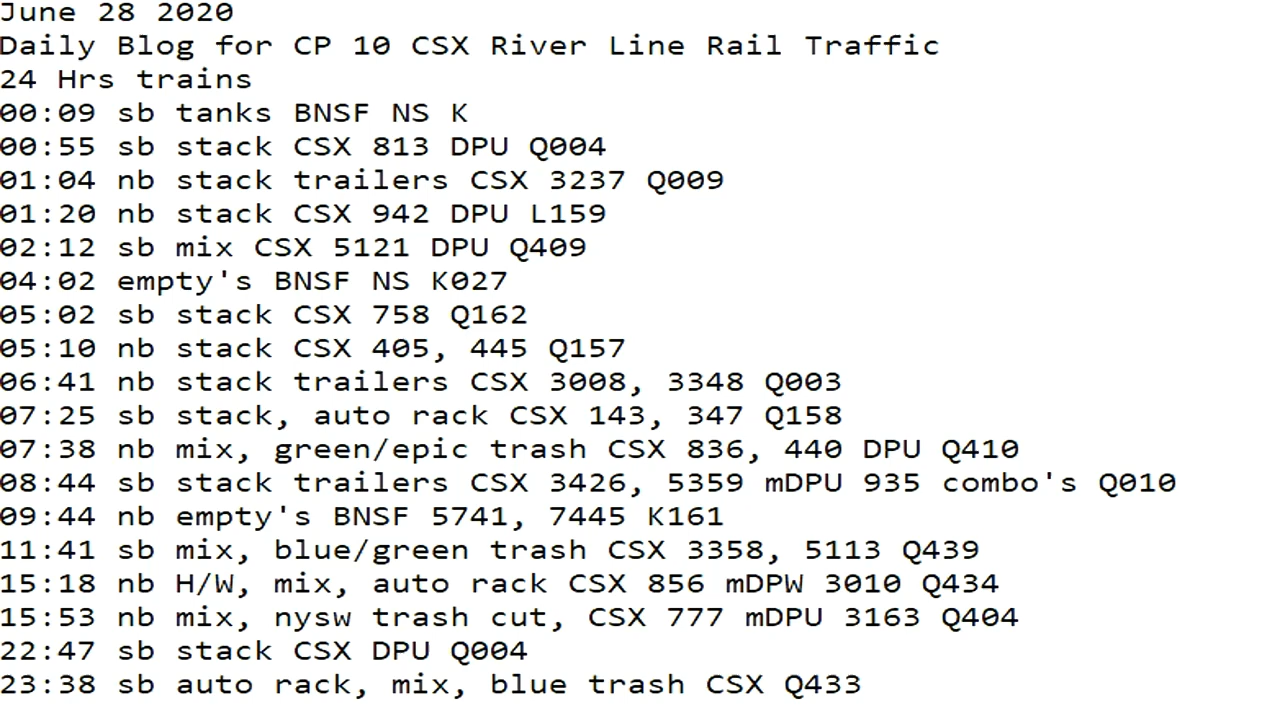 June 28 2020
Daily Blog for CP 10 CSX River Line Rail Traffic
24 Hrs trains
00:09 sb tanks BNSF NS K
00:55 sb stack CSX 813 DPU Q004
01:04 nb stack trailers CSX 3237 Q009
01:20 nb stack CSX 942 DPU L159
02:12 sb mix CSX 5121 DPU Q409
04:02 empty's BNSF NS K027
05:02 sb stack CSX 758 Q162
05:10 nb stack CSX 405, 445 Q157
06:41 nb stack trailers CSX 3008, 3348 Q003
07:25 sb stack, auto rack CSX 143, 347 Q158
07:38 nb mix, green/epic trash CSX 836, 440 DPU Q410
08:44 sb stack trailers CSX 3426, 5359 mDPU 935 combo's Q010
09:44 nb empty's BNSF 5741, 7445 K161
11:41 sb mix, blue/green trash CSX 3358, 5113 Q439
15:18 nb H/W, mix, auto rack CSX 856 mDPW 3010 Q434
15:53 nb mix, nysw trash cut, CSX 777 mDPU 3163 Q404
22:47 sb stack CSX DPU Q004
23:38 sb auto rack, mix, blue trash CSX Q433